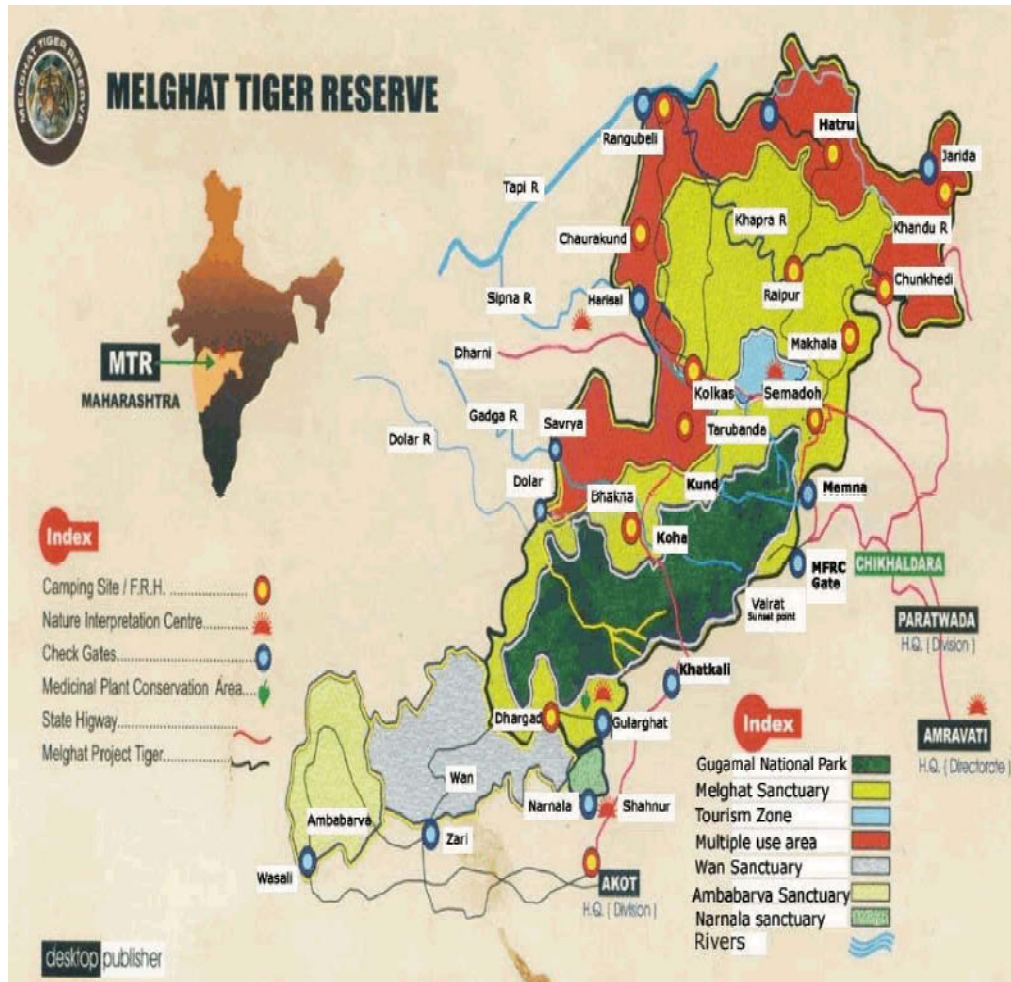 MELGHAT TIGER RESERVE
MELGHAT TIGER RESERVE
Hatru
Rangubeli
Jarida
Tapi R
Khapra R
Khandu R
Chaurakund
Raipur
Chunkhedi
Sipna R
Harisal
Makhala
Dharni
MTR
MAHARASHTRA
Kolkas
Semadoh
Gadga R
Savrya
Tarubanda
Dolar R
Dolar
Kund
Memna
Dhakna
Koha
MFRC
Gate
CHIKHALDARA
Vairat
Sunset point
PARATWADA
H.Q. ( Division )
Khatkali
Index
Camping Site / F.R.H.
Nature Interpretation Centre
Check Gates
Medicinal Plant Conservation Area
State Higway
Melghat Project Tiger
Dhargad
Gularghat
AMRAVATI
H.Q. ( Directorate )
Wan
Narnala
Shahnur
Ambabarva
Zari
Wasali
AKOT
H.Q. ( Division )
Index
Gugamal National Park
Melghat Sanctuary
Tourism Zone
Multiple use area
Wan Sanctuary
Ambabarva Sanctuary
Narnala sanctuary
Rivers
desktop publisher